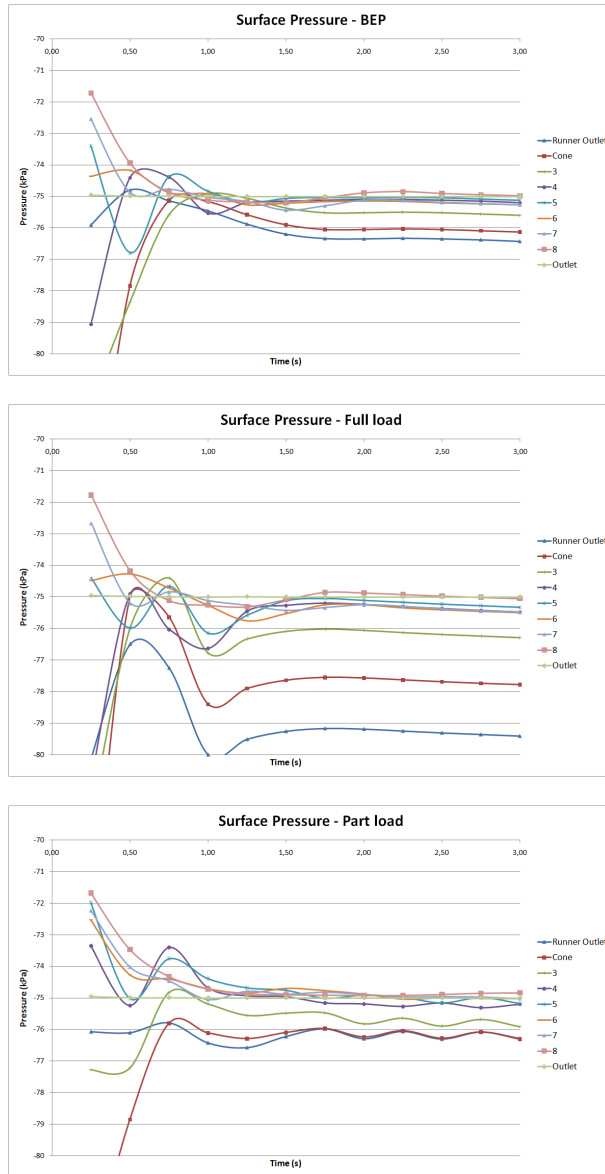 Surface Pressure - BEP
-70
0,00 0,50 1,00 1,50 2,00 2,50 3,00
-71
-72
-73
-74
-75
-76
-77
-78
-79
-80
Pressure (kPa)
Time (s)
Runner Outlet
Cone
3
4
5
6
7
8
Outlet
Surface Pressure - Full load
-70
0,00 0,50 1,00 1,50 2,00 2,50 3,00
-71
-72
-73
-74
-75
-76
-77
-78
-79
-80
Pressure (kPa)
Time (s)
Runner Outlet
Cone
3
4
5
6
7
8
Outlet
Surface Pressure - Part load
-70
0,00 0,50 1,00 1,50 2,00 2,50 3,00
-71
-72
-73
-74
-75
-76
-77
-78
-79
-80
Pressure (kPa)
Time (s)
Runner Outlet
Cone
3
4
5
6
7
8
Outlet